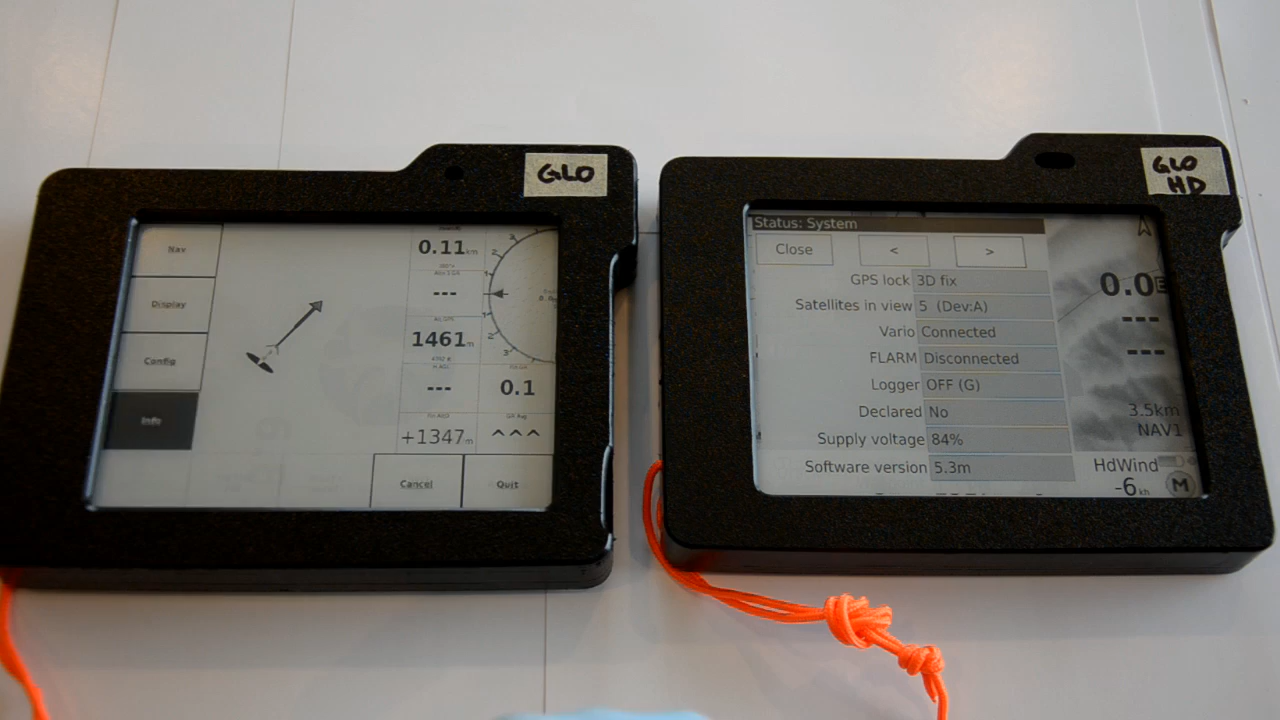 GLO
Nav
Display
Config
Info
0.11km
---
1461m
---
0.1
+1347m
^^^
Cancel
Quit
GLO
HD
Status: System
Close
<
>
GPS lock 3D fix
Satellites in view 5 (Dev:A)
Vario Connected
FLARM Disconnected
Logger OFF (G)
Declared No
Supply voltage 84%
Software version 5.3m
0.0
---
---
3.5km
NAV1
HdWind
-6 kh
M